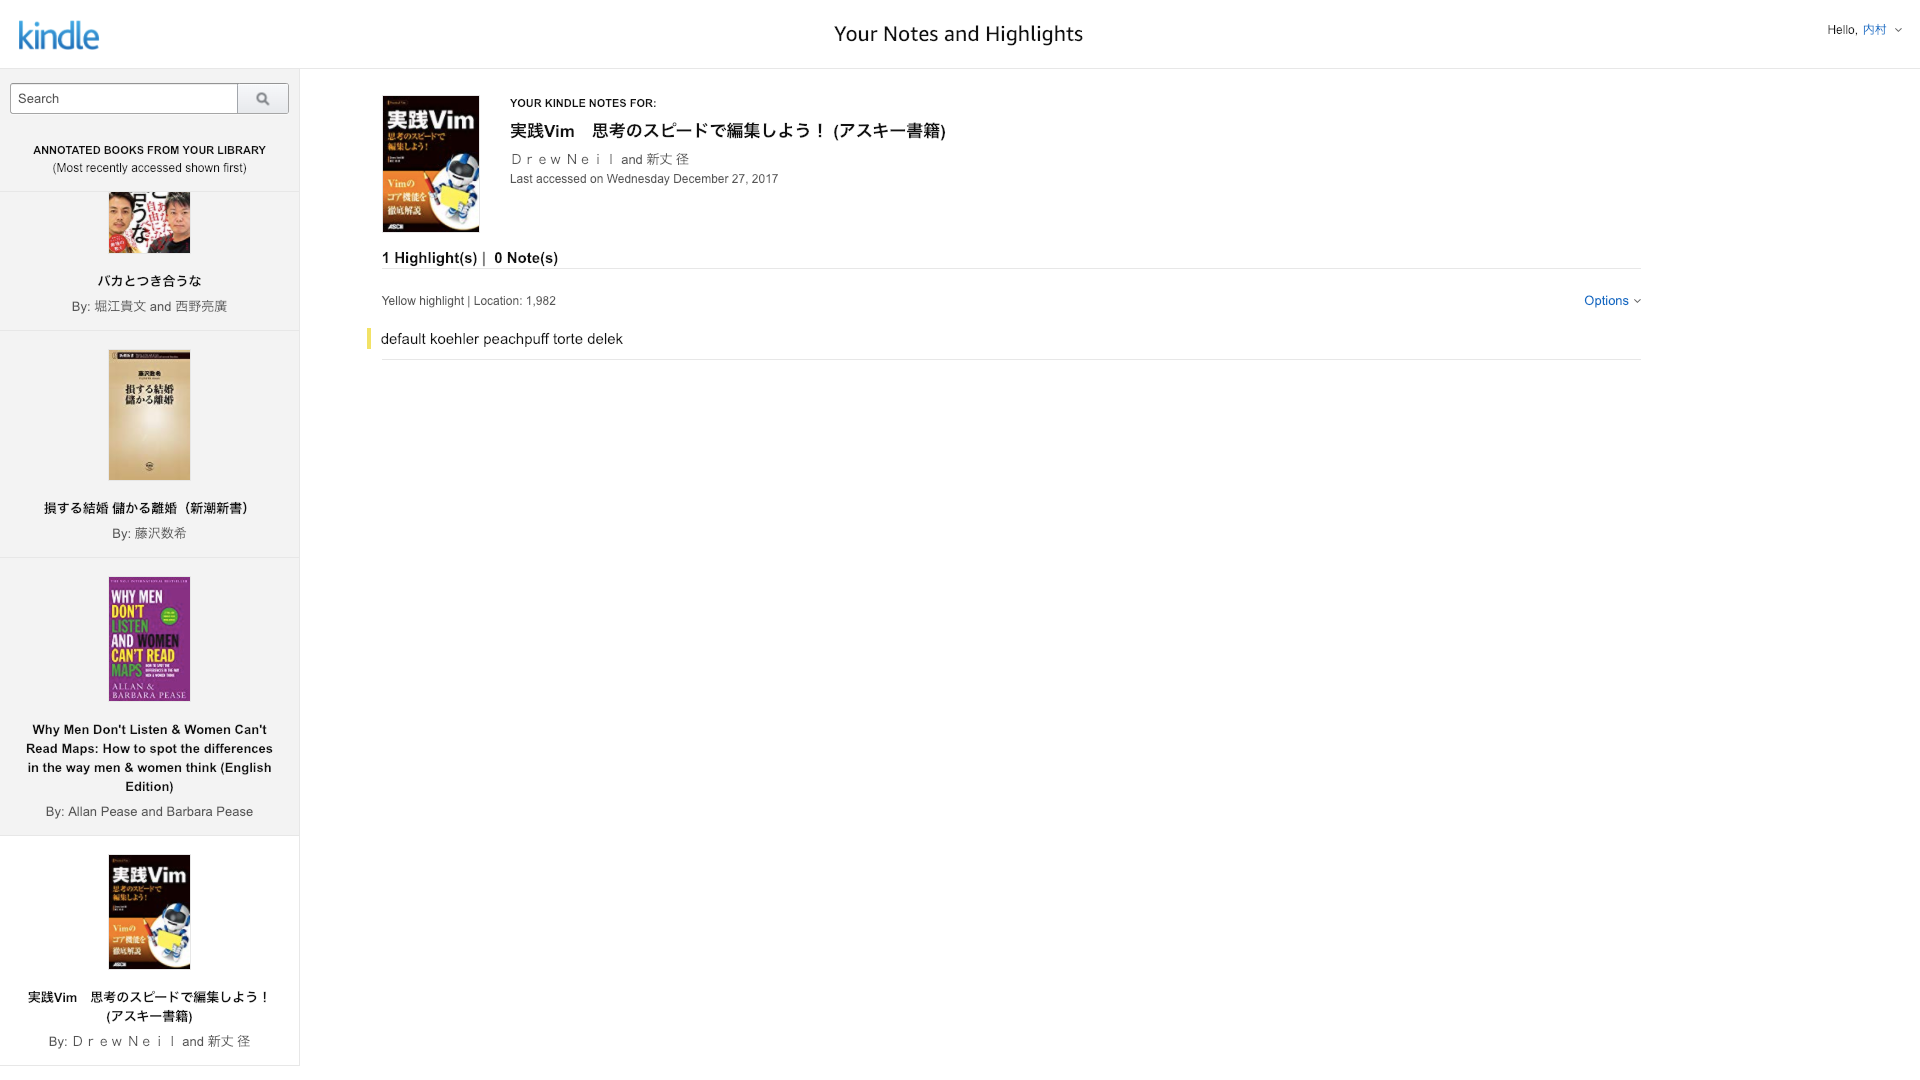 kindle
Your Notes and Highlights
Hello, 内村
Search
ANNOTATED BOOKS FROM YOUR LIBRARY
(Most recently accessed shown first)
バカとつき合うな
By: 堀江貴文 and 西野亮廣
藤沢数希
損する結婚
儲かる離婚
損する結婚 儲かる離婚（新潮新書）
By: 藤沢数希
WHY MEN
DON'T
LISTEN
AND WOMEN
CAN'T READ
MAPS
ALLAN &
BARBARA PEASE
Why Men Don't Listen & Women Can't
Read Maps: How to spot the differences
in the way men & women think (English
Edition)
By: Allan Pease and Barbara Pease
実践Vim
思考のスピードで
編集しよう！
Vimの
コア機能を
徹底解説
ASCII
実践Vim　思考のスピードで編集しよう！
(アスキー書籍)
By: Ｄｒｅｗ Ｎｅｉｌ and 新丈 径
実践Vim
思考のスピードで
編集しよう！
Vimの
コア機能を
徹底解説
ASCII
YOUR KINDLE NOTES FOR:
実践Vim　思考のスピードで編集しよう！ (アスキー書籍)
Ｄｒｅｗ Ｎｅｉｌ and 新丈 径
Last accessed on Wednesday December 27, 2017
1 Highlight(s) | 0 Note(s)
Yellow highlight | Location: 1,982
Options
default koehler peachpuff torte delek